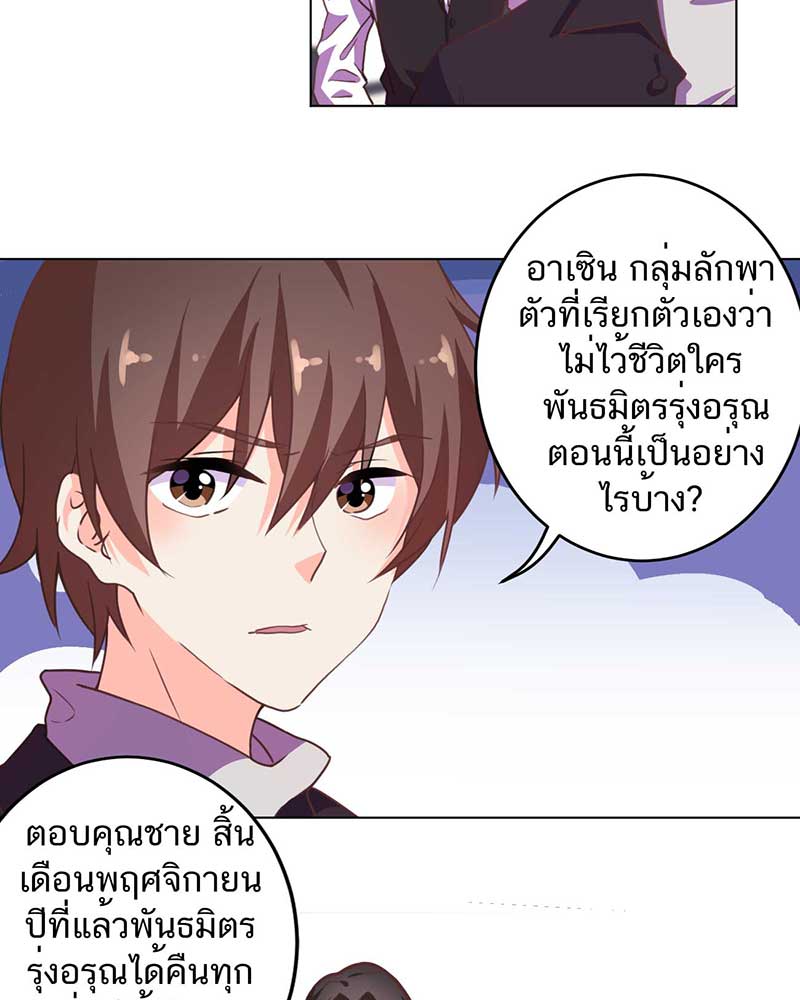 อาเซิน กลุ่มลักพา
ตัวที่เรียกตัวเองว่า
ไม่ไว้ชีวิตใคร
พันธมิตรรุ่งอรุณ
ตอนนี้เป็นอย่าง
ไรบ้าง?
ตอบคุณชาย สิ้น
เดือนพฤศจิกายน
ปีที่แล้วพันธมิตร
รุ่งอรุณได้คืนทุก